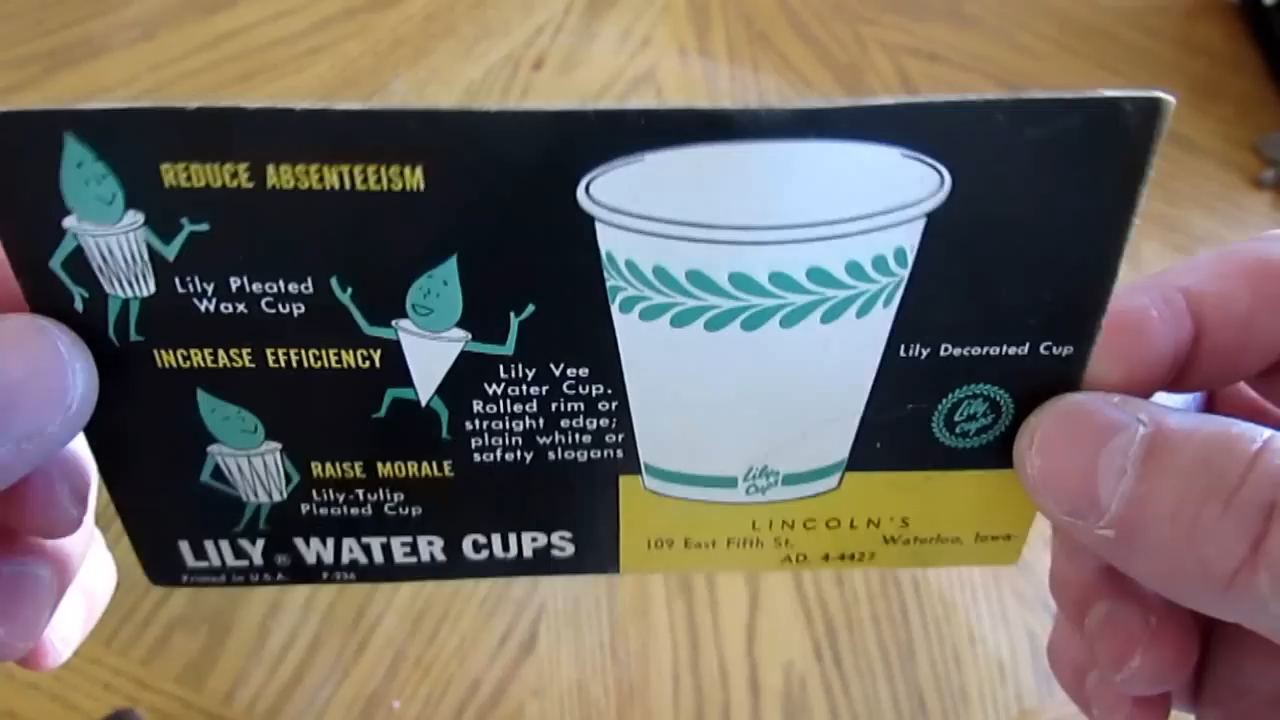 REDUCE ABSENTEEISM
Lily Pleated
Wax Cup
INCREASE EFFICIENCY
Lily Vee
Water Cup.
Rolled rim or
straight edge;
plain white or
safety slogans
RAISE MORALE
Lily-Tulip
Pleated Cup
LILY ® WATER CUPS
Printed in U.S.A. P-236
Lily Decorated Cup
Lily
cups
Lily
Cups
LINCOLN'S
109 East Fifth St. Waterloo, Iowa
AD. 4-4427